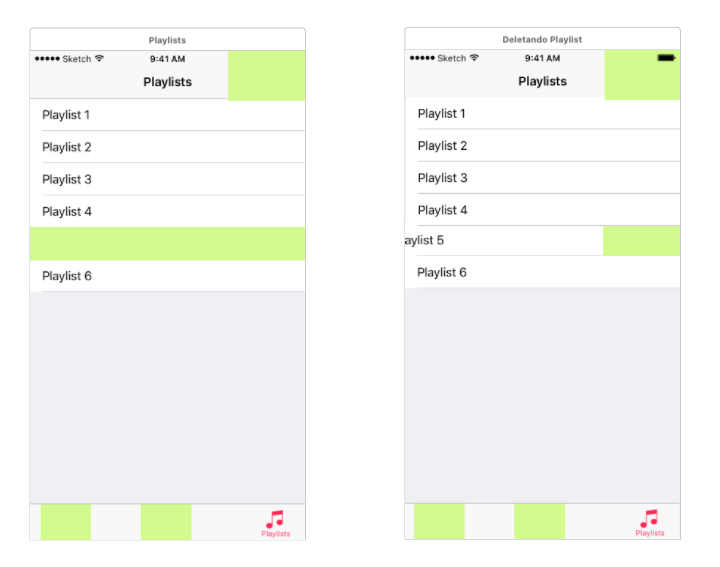 Playlists
Sketch 9:41 AM
Playlists
Playlist 1
Playlist 2
Playlist 3
Playlist 4
Playlist 6
Playlists
Deletando Playlist
Sketch 9:41 AM
Playlists
Playlist 1
Playlist 2
Playlist 3
Playlist 4
aylist 5
Playlist 6
Playlists